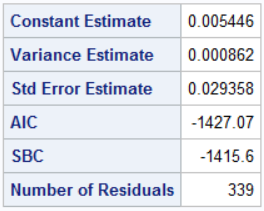 Constant Estimate 0.005446
Variance Estimate 0.000862
Std Error Estimate 0.029358
AIC -1427.07
SBC -1415.6
Number of Residuals 339